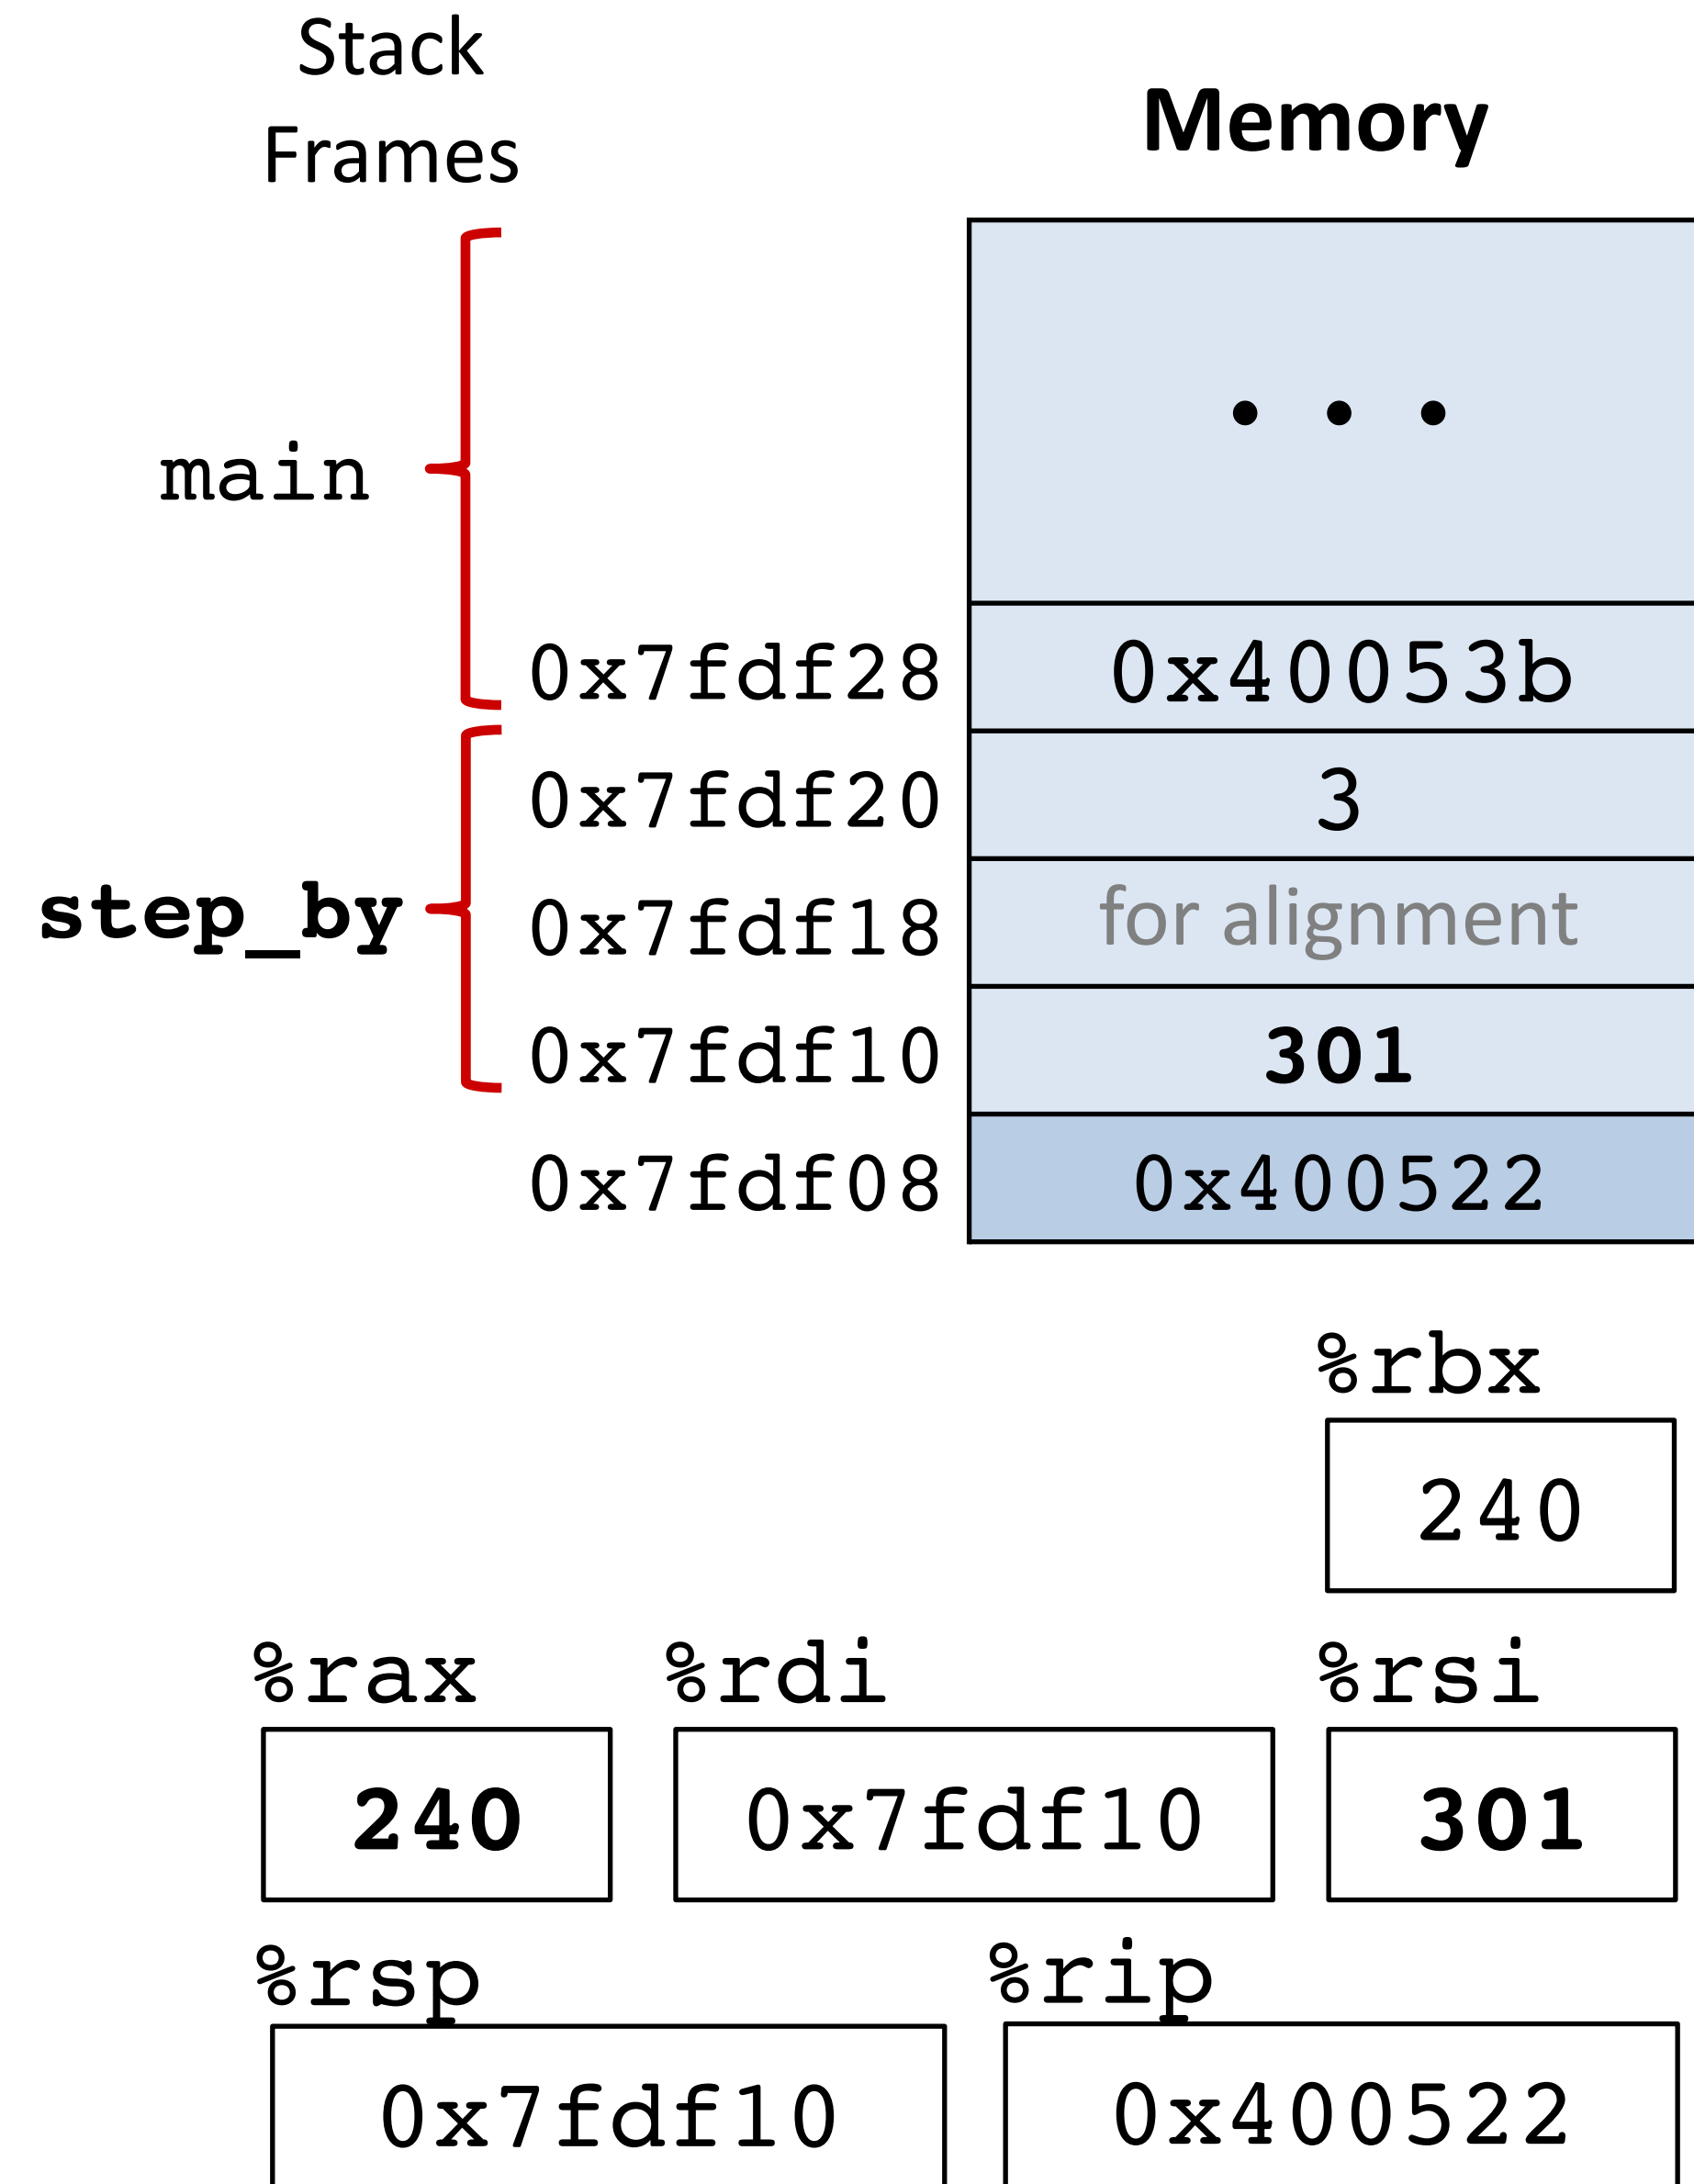 Stack
Frames
Memory
• • •
main
0x7fdf28 0x40053b
0x7fdf20 3
step_by 0x7fdf18 for alignment
0x7fdf10 301
0x7fdf08 0x400522
%rbx
240
%rax %rdi %rsi
240 0x7fdf10 301
%rsp %rip
0x7fdf10 0x400522